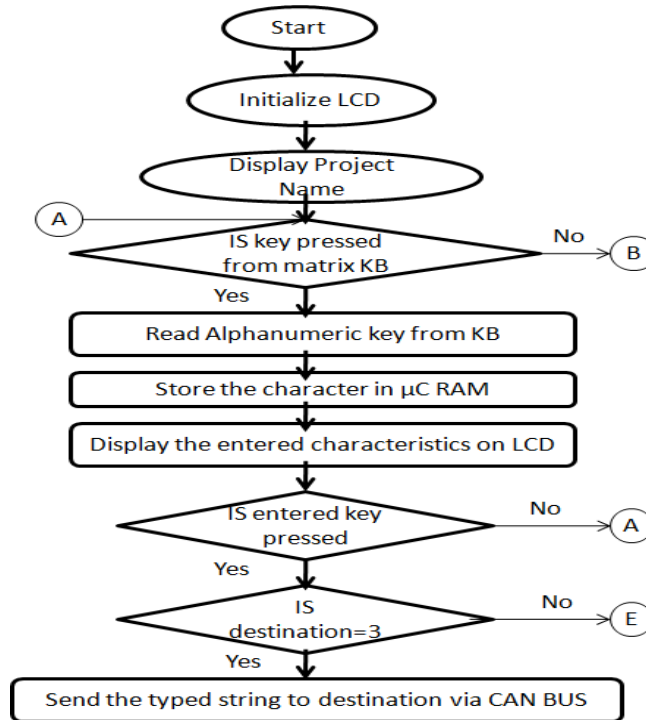 Start
Initialize LCD
Display Project
Name
A
IS key pressed
from matrix KB
No
B
Yes
Read Alphanumeric key from KB
Store the character in µC RAM
Display the entered characteristics on LCD
IS entered key
pressed
No
A
Yes
IS
destination=3
No
E
Yes
Send the typed string to destination via CAN BUS